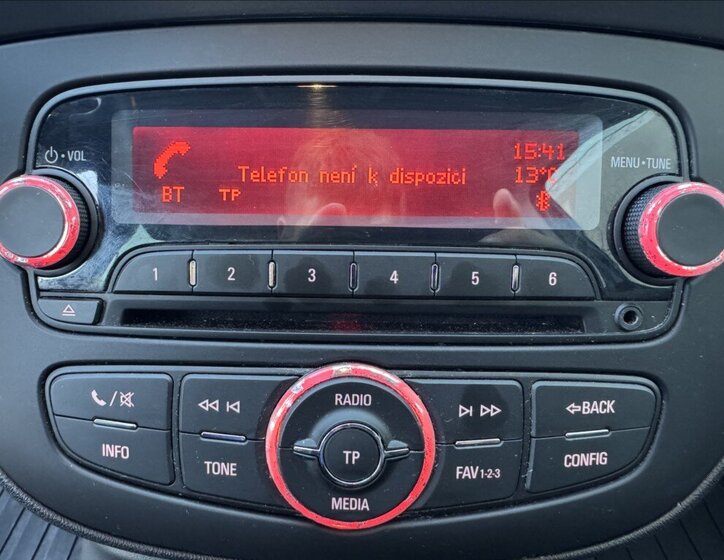 VOL
15:41
MENU•TUNE
Telefon není k dispozici
13°C
BT
TP
1 2 3 4 5 6
RADIO
BACK
INFO
TONE
TP
FAV1-2-3
CONFIG
MEDIA